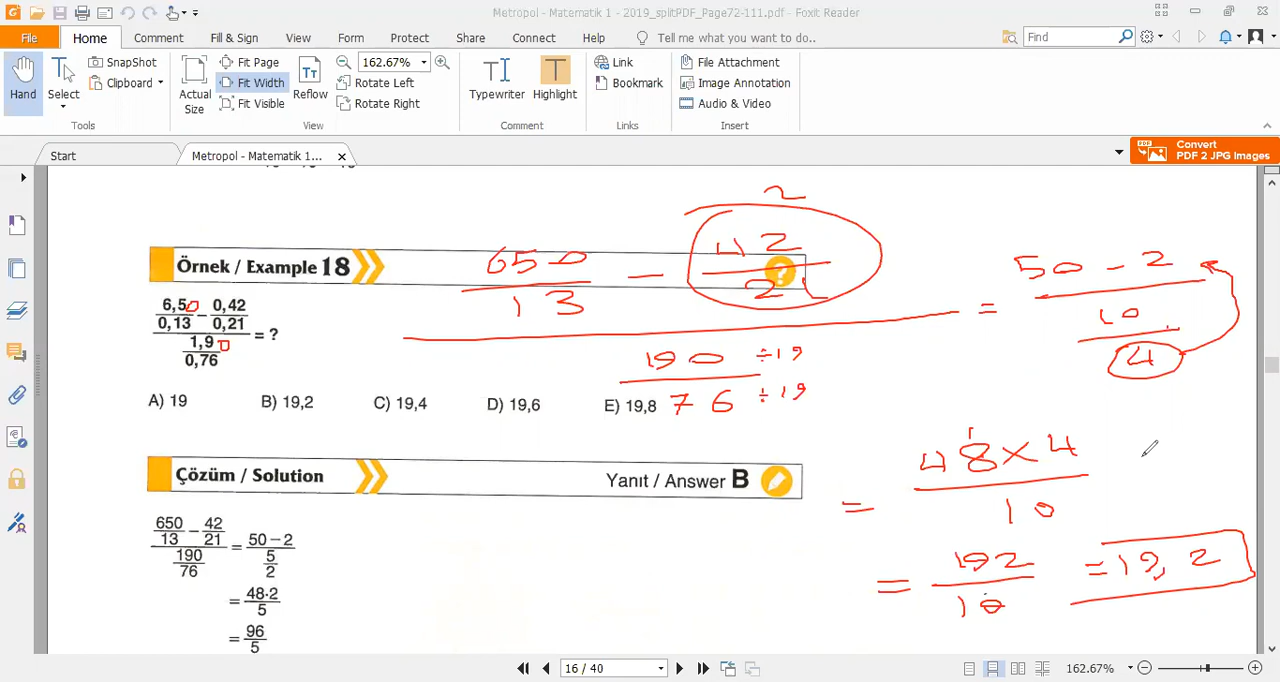 Metropol - Matematik 1 - 2019_splitPDF_Page72-111.pdf - Foxit Reader
File Home Comment Fill & Sign View Form Protect Share Connect Help Tell me what you want to do.. Find
Hand Select SnapShot Clipboard Actual Size Fit Page Fit Width Fit Visible Reflow 162.67% Rotate Left Rotate Right Typewriter Highlight Link Bookmark File Attachment Image Annotation Audio & Video
Tools View Comment Links Insert
Start Metropol - Matematik 1... Convert PDF 2 JPG Images
Örnek / Example 18
6,50 0,42
0,13 - 0,21 = ?
1,90
0,76
650 - 42 2
13 21
190 ÷19
76 ÷19
= 50 - 2
10
4
A) 19 B) 19,2 C) 19,4 D) 19,6 E) 19,8
= 48 1 x 4
10
= 192 = 19,2
10
Çözüm / Solution Yanıt / Answer B
650 - 42
13 21 = 50 - 2
190 5
76 2
= 48·2
5
= 96
5
16 / 40 162.67%